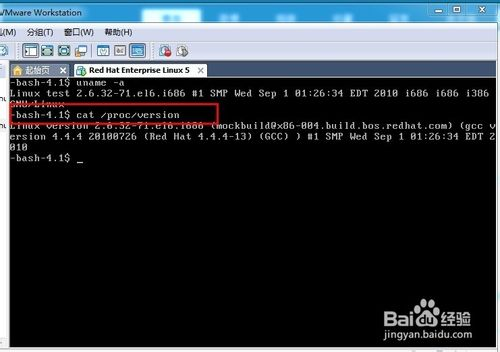 VMware Workstation
(M) 分组(T) 窗口(W) 帮助(H)
起始页 Red Hat Enterprise Linux 5
-bash-4.1$ uname -a
Linux test 2.6.32-71.el6.i686 #1 SMP Wed Sep 1 01:26:34 EDT 2010 i686 i686 i386
GNU/Linux
-bash-4.1$ cat /proc/version
Linux version 2.6.32-71.el6.i686 (mockbuild@x86-004.build.bos.redhat.com) (gcc v
ersion 4.4.4 20100726 (Red Hat 4.4.4-13) (GCC) ) #1 SMP Wed Sep 1 01:26:34 EDT 2
010
-bash-4.1$ _
Baidu 经验
jingyan.baidu.com